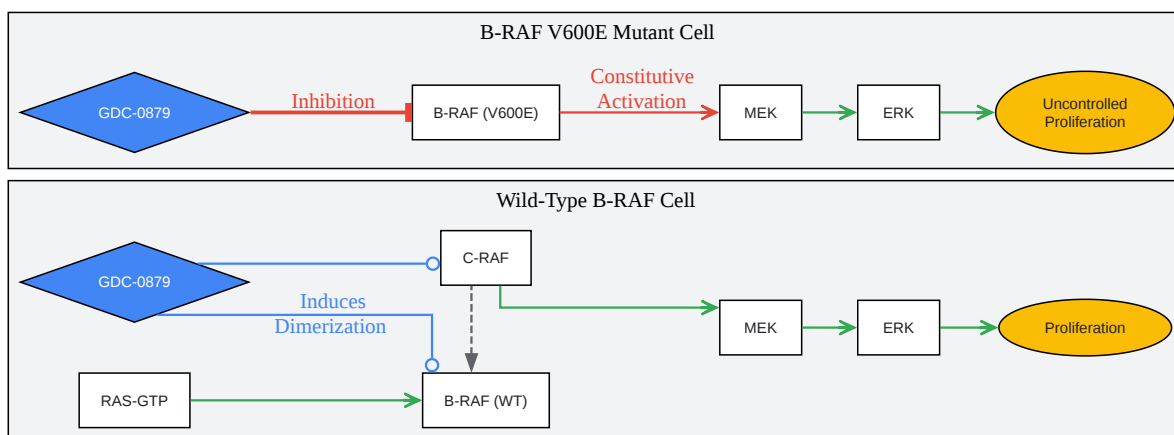 B-RAF V600E Mutant Cell
GDC-0879
Inhibition
B-RAF (V600E)
Constitutive
Activation
MEK
ERK
Uncontrolled
Proliferation
Wild-Type B-RAF Cell
GDC-0879
C-RAF
Induces
Dimerization
MEK
ERK
Proliferation
RAS-GTP
B-RAF (WT)